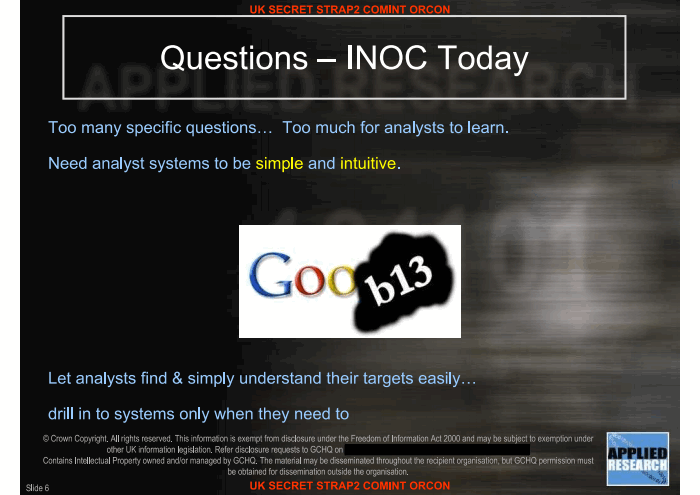 UK SECRET STRAP2 COMINT ORCON
Questions – INOC Today
APPLIED RESEARCH
Too many specific questions… Too much for analysts to learn.
Need analyst systems to be simple and intuitive.
Goo b13
Let analysts find & simply understand their targets easily…
drill in to systems only when they need to
© Crown Copyright. All rights reserved. This information is exempt from disclosure under the Freedom of Information Act 2000 and may be subject to exemption under
other UK information legislation. Refer disclosure requests to GCHQ on
Contains Intellectual Property owned and/or managed by GCHQ. The material may be disseminated throughout the recipient organisation, but GCHQ permission must
be obtained for dissemination outside the organisation.
APPLIED
RESEARCH
Slide 6
UK SECRET STRAP2 COMINT ORCON